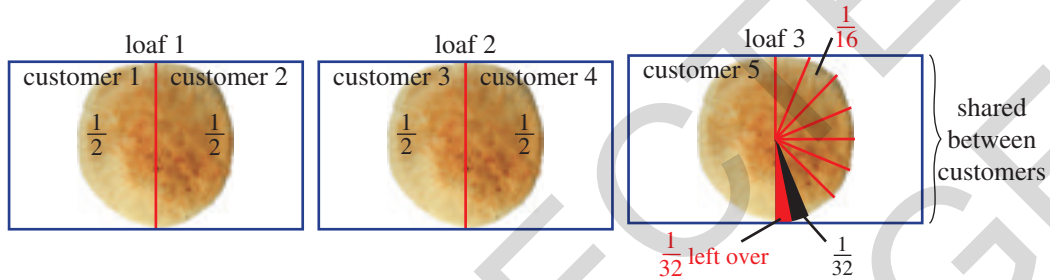 loaf 1
customer 1 customer 2
1/2 1/2
loaf 2
customer 3 customer 4
1/2 1/2
loaf 3
customer 5
1/16
shared
between
customers
1/32 left over
1/32